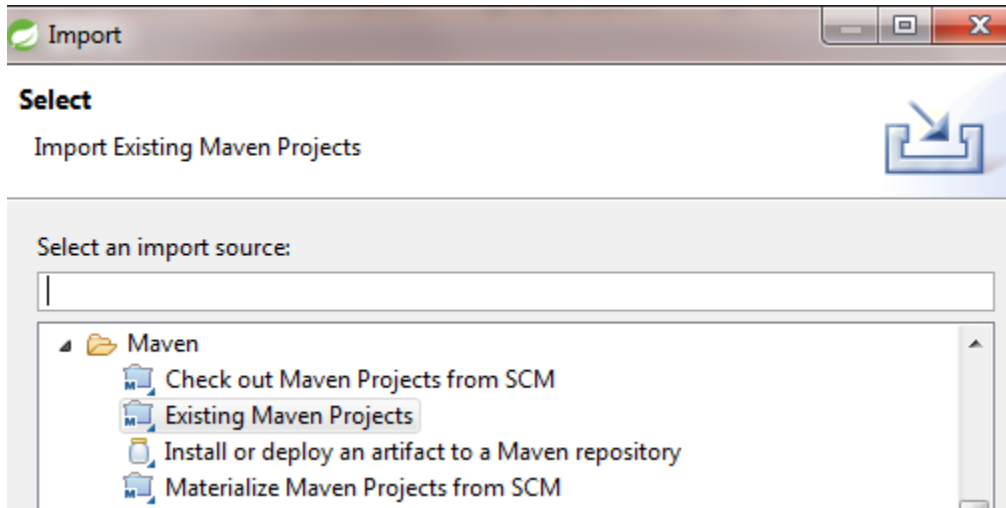 Import
Select
Import Existing Maven Projects
Select an import source:
Maven
Check out Maven Projects from SCM
Existing Maven Projects
Install or deploy an artifact to a Maven repository
Materialize Maven Projects from SCM